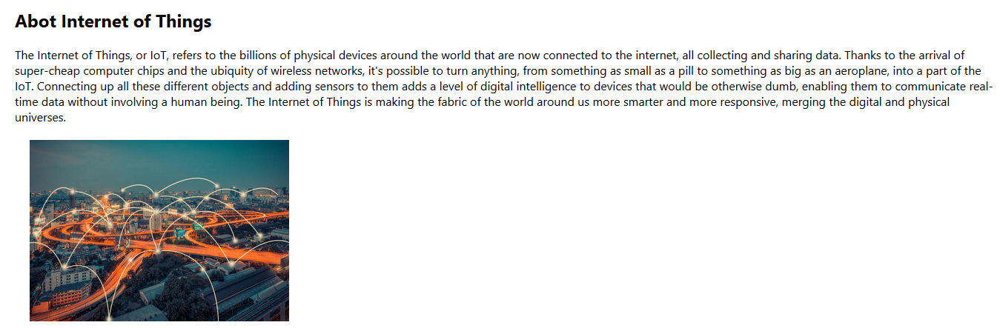 Abot Internet of Things
The Internet of Things, or IoT, refers to the billions of physical devices around the world that are now connected to the internet, all collecting and sharing data. Thanks to the arrival of
super-cheap computer chips and the ubiquity of wireless networks, it's possible to turn anything, from something as small as a pill to something as big as an aeroplane, into a part of the
IoT. Connecting up all these different objects and adding sensors to them adds a level of digital intelligence to devices that would be otherwise dumb, enabling them to communicate real-
time data without involving a human being. The Internet of Things is making the fabric of the world around us more smarter and more responsive, merging the digital and physical
universes.